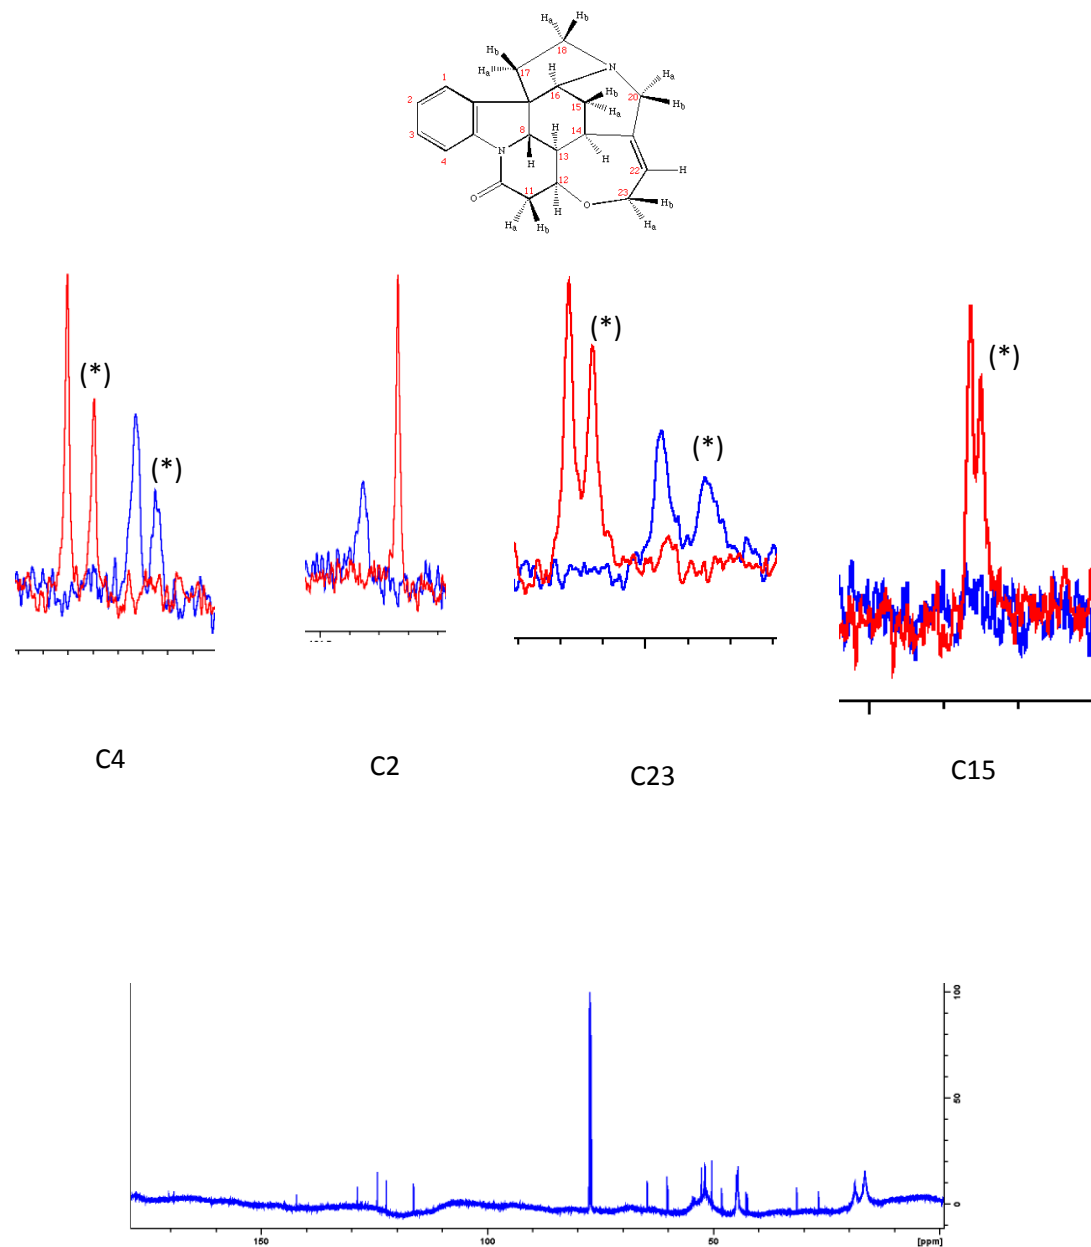 Ha Hb
18
Hb
Ha 17
H N Ha
16 Hb 20
1 15 Ha Hb
2
8 H 14
3 N 13 H
4 H 22 H
12
O 11 O 23 Hb
Ha Hb H Ha
(*) (*)
(*) (*)
(*)
C4 C2 C23 C15
100
50
0
150 100 50 [ppm]